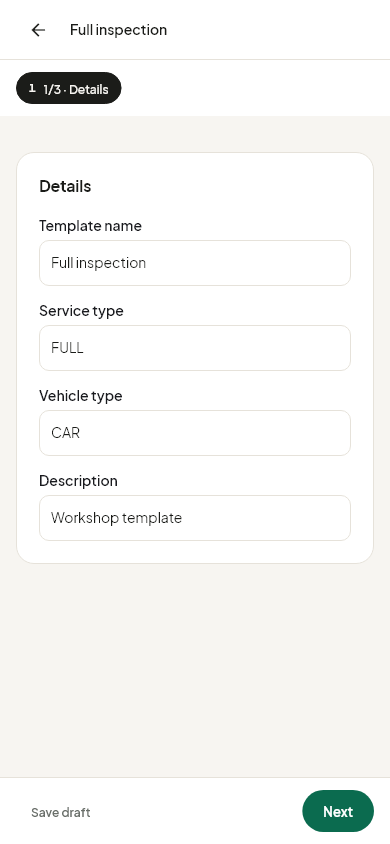 Full inspection
1 1/3 · Details
Details
Template name
Full inspection
Service type
FULL
Vehicle type
CAR
Description
Workshop template
Save draft
Next